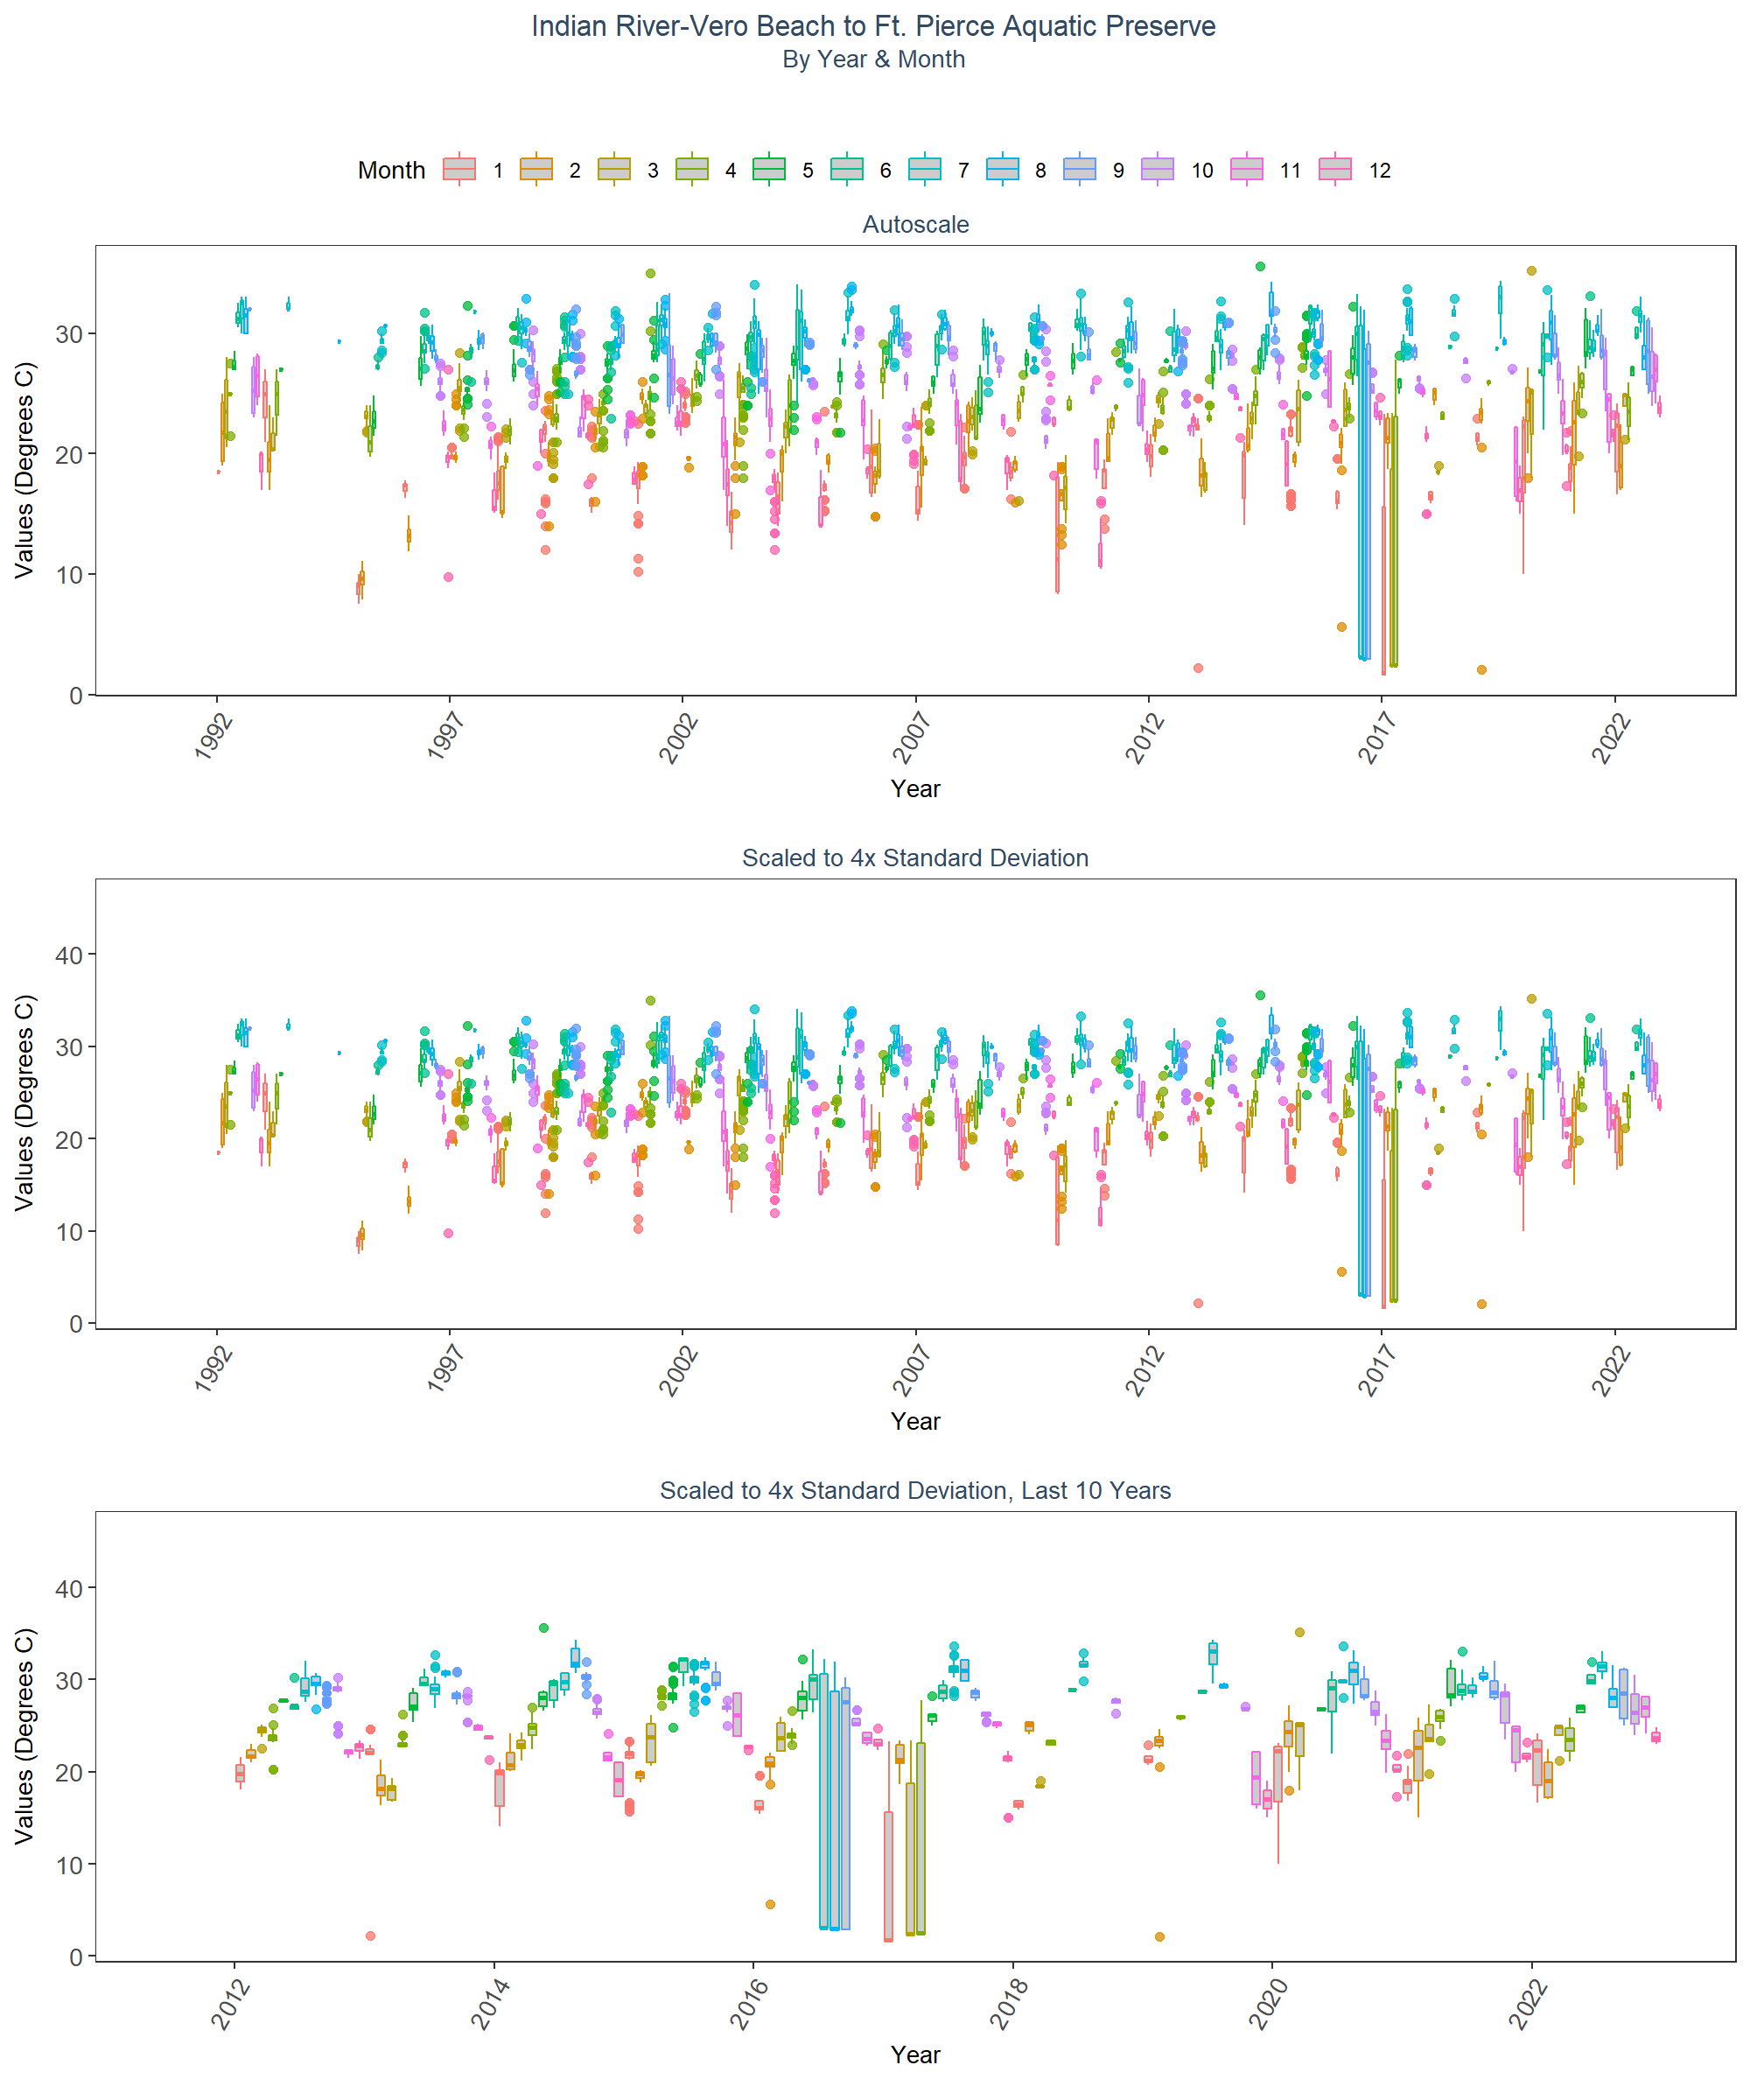 Indian River-Vero Beach to Ft. Pierce Aquatic Preserve
By Year & Month
Month 1 2 3 4 5 6 7 8 9 10 11 12
Autoscale
Values (Degrees C)
30
20
10
0
1992 1997 2002 2007 2012 2017 2022
Year
Scaled to 4x Standard Deviation
Values (Degrees C)
40
30
20
10
0
1992 1997 2002 2007 2012 2017 2022
Year
Scaled to 4x Standard Deviation, Last 10 Years
Values (Degrees C)
40
30
20
10
0
2012 2014 2016 2018 2020 2022
Year